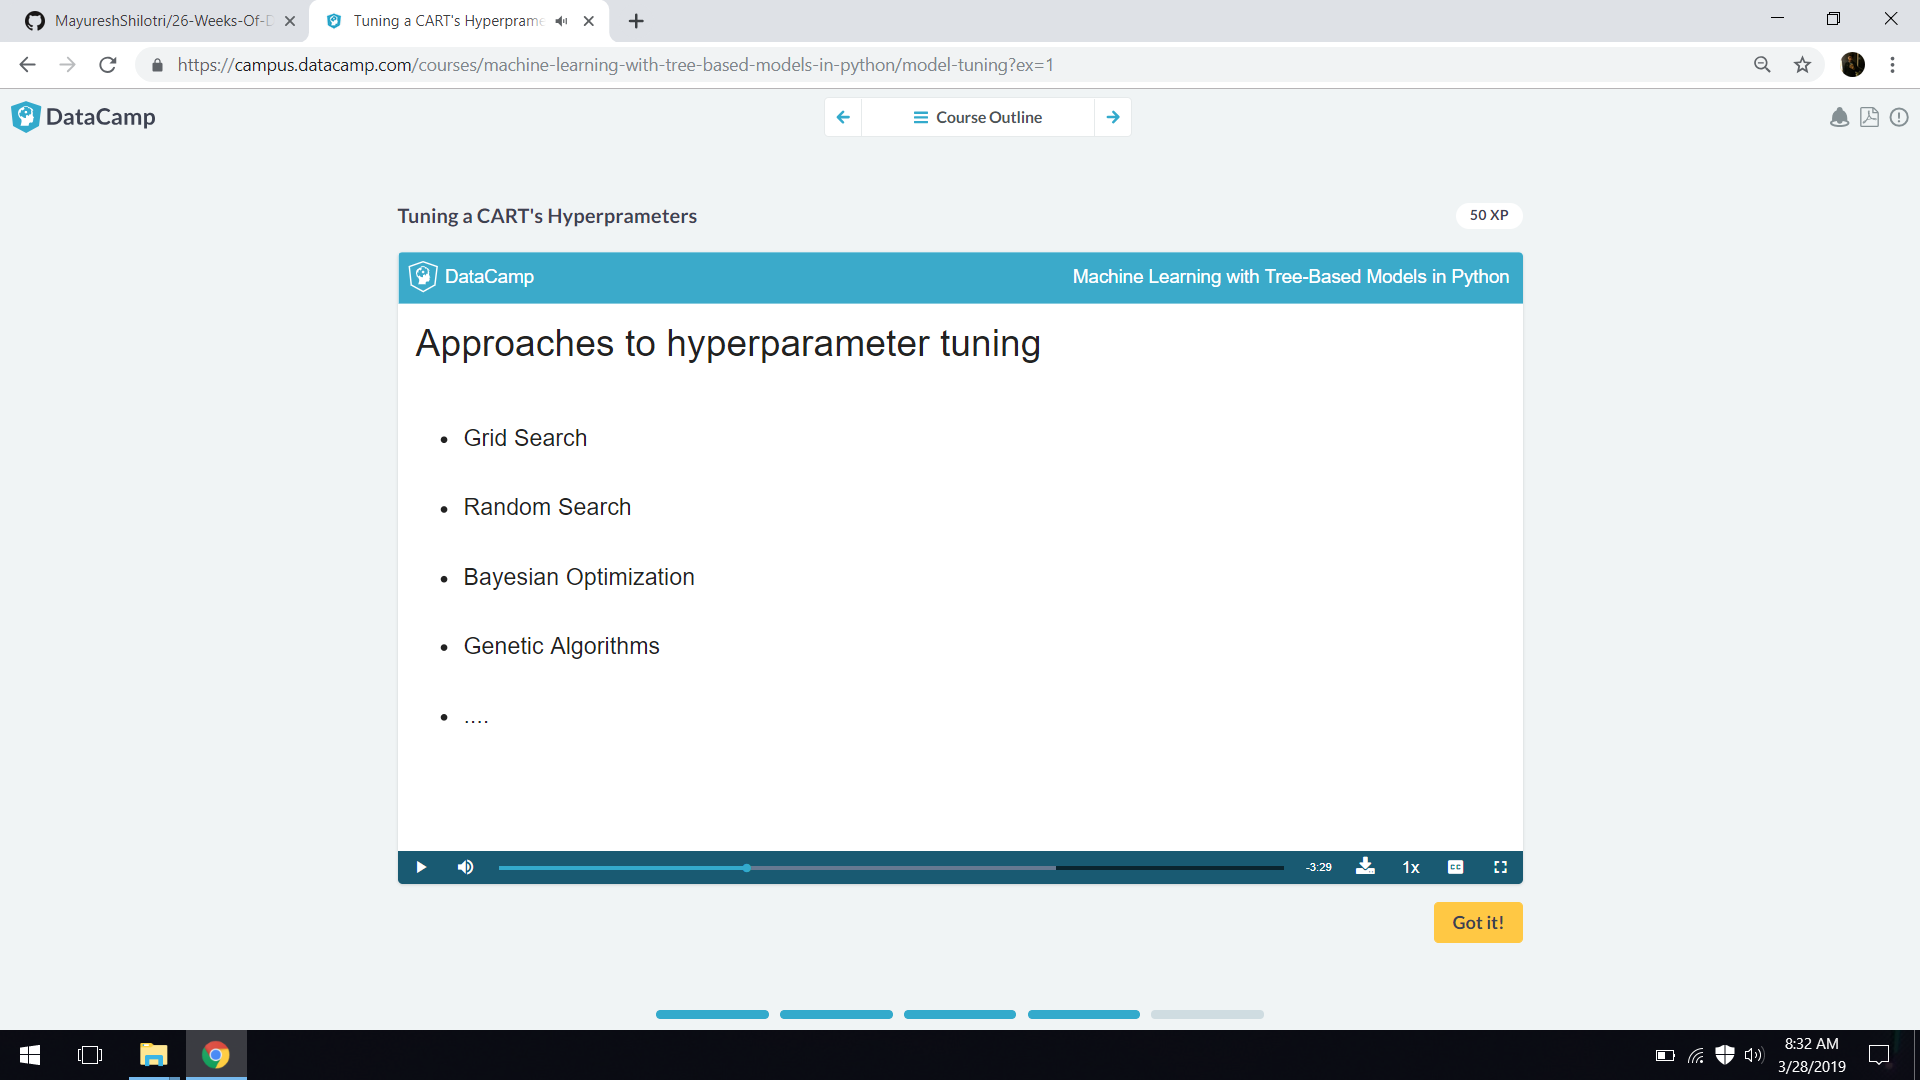 MayureshShilotri/26-Weeks-Of-D
Tuning a CART's Hyperprame
https://campus.datacamp.com/courses/machine-learning-with-tree-based-models-in-python/model-tuning?ex=1
DataCamp
Course Outline
Tuning a CART's Hyperprameters
50 XP
DataCamp
Machine Learning with Tree-Based Models in Python
Approaches to hyperparameter tuning
• Grid Search
• Random Search
• Bayesian Optimization
• Genetic Algorithms
• ....
-3:29
1x
cc
Got it!
8:32 AM
3/28/2019